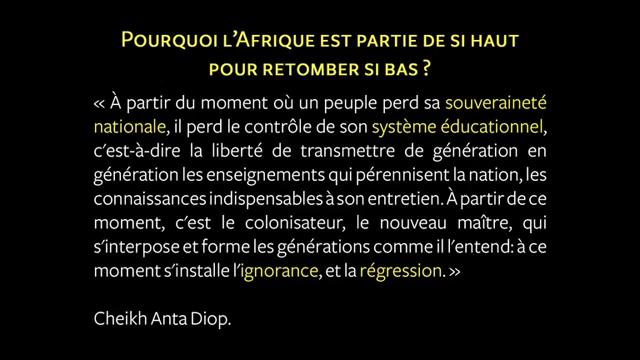 POURQUOI L'AFRIQUE EST PARTIE DE SI HAUT
POUR RETOMBER SI BAS ?
« À partir du moment où un peuple perd sa souveraineté
nationale, il perd le contrôle de son système éducationnel,
c'est-à-dire la liberté de transmettre de génération en
génération les enseignements qui pérennisent la nation, les
connaissances indispensables à son entretien. À partir de ce
moment, c'est le colonisateur, le nouveau maître, qui
s'interpose et forme les générations comme il l'entend: à ce
moment s'installe l'ignorance, et la régression. »
Cheikh Anta Diop.